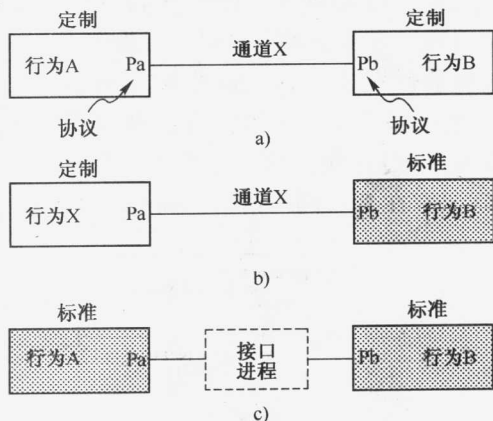 定制 定制
行为A Pa 通道X Pb 行为B
协议 协议
a)
定制 标准
行为X Pa 通道X Pb 行为B
b)
标准 标准
行为A Pa 接口 Pb 行为B
进程
c)